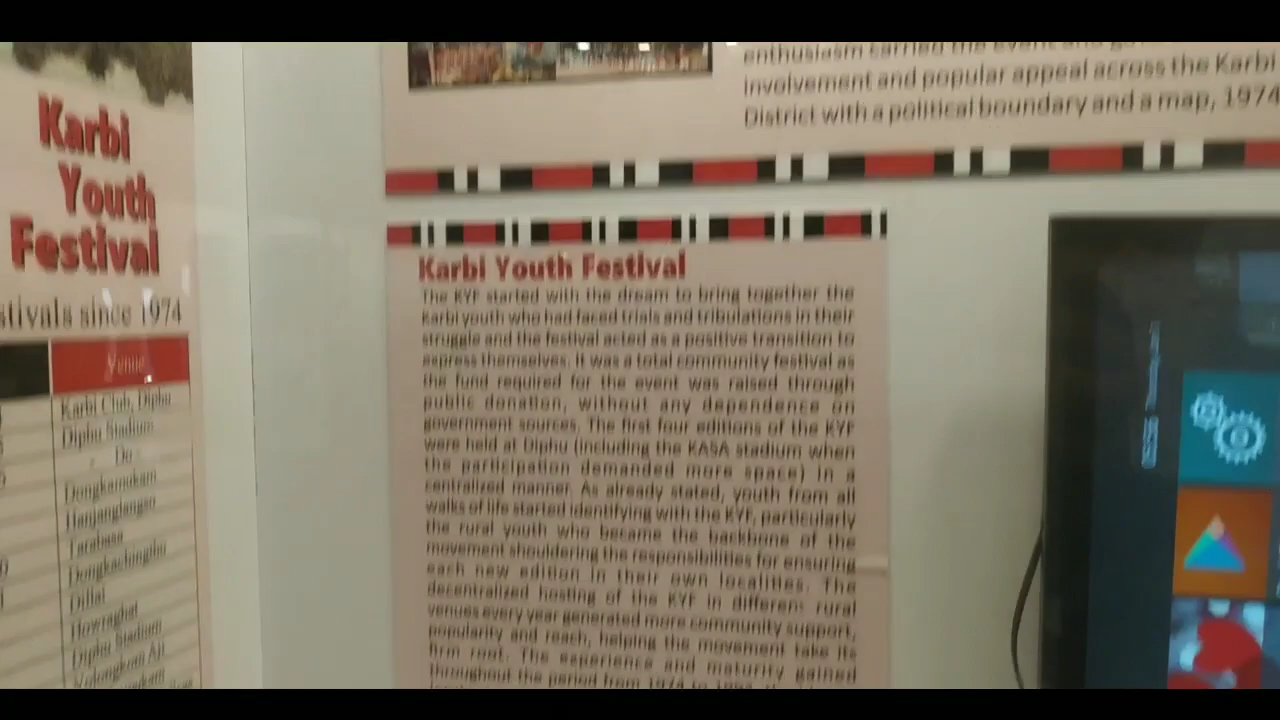 Karbi
Youth
Festival
stivals since 1974
Venue
Karbi Club, Diphu
Diphu Stadium
Do
Dongkamukam
Hanjanglangso
Tarabasa
Dongkachingthu
Dillai
Howraghat
Diphu Stadium
enthusiasm carried the event and
involvement and popular appeal across the Karbi
District with a political boundary and a map, 1974
Karbi Youth Festival
The KYF started with the dream to bring together the
Karbi youth who had faced trials and tribulations in their
struggle and the festival acted as a positive transition to
express themselves. It was a total community festival as
the fund required for the event was raised through
public donation, without any dependence on
government sources. The first four editions of the KYF
were held at Diphu (including the KASA stadium when
the participation demanded more space) in a
centralized manner. As already stated, youth from all
walks of life started identifying with the KYF, particularly
the rural youth who became the backbone of the
movement shouldering the responsibilities for ensuring
each new edition in their own localities. The
decentralized hosting of the KYF in different rural
venues every year generated more community support,
popularity and reach, helping the movement take its
firm root. The experience and maturity gained
throughout the period from 1974 to